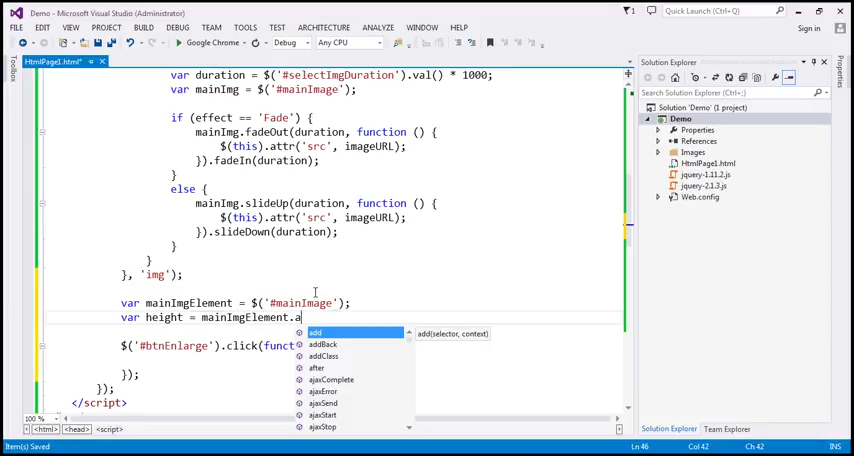 Demo - Microsoft Visual Studio (Administrator)
1
Quick Launch (Ctrl+Q)
FILE EDIT VIEW PROJECT BUILD DEBUG TEAM TOOLS TEST ARCHITECTURE ANALYZE WINDOW HELP
Sign in
Google Chrome Debug Any CPU
Toolbox
HtmlPage1.html*
var duration = $('#selectImgDuration').val() * 1000;
var mainImg = $('#mainImage');
if (effect == 'Fade') {
mainImg.fadeOut(duration, function () {
$(this).attr('src', imageURL);
}).fadeIn(duration);
}
else {
mainImg.slideUp(duration, function () {
$(this).attr('src', imageURL);
}).slideDown(duration);
}
}
}, 'img');
var mainImgElement = $('#mainImage');
var height = mainImgElement.a
$('#btnEnlarge').click(funct
});
});
</script>
add
addBack
addClass
after
ajaxComplete
ajaxError
ajaxSend
ajaxStart
ajaxStop
add(selector, context)
100 %
<html> <head> <script>
Solution Explorer
Search Solution Explorer (Ctrl+;)
Solution 'Demo' (1 project)
Demo
Properties
References
Images
HtmlPage1.html
jquery-1.11.2.js
jquery-2.1.3.js
Web.config
Solution Explorer Team Explorer
Properties
Item(s) Saved
Ln 46 Col 42 Ch 42 INS